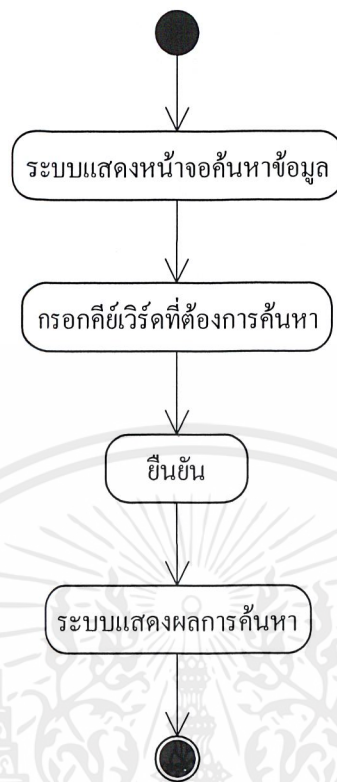 ระบบแสดงหน้าจอค้นหาข้อมูล
กรอกคีย์เวิร์ดที่ต้องการค้นหา
ยืนยัน
ระบบแสดงผลการค้นหา